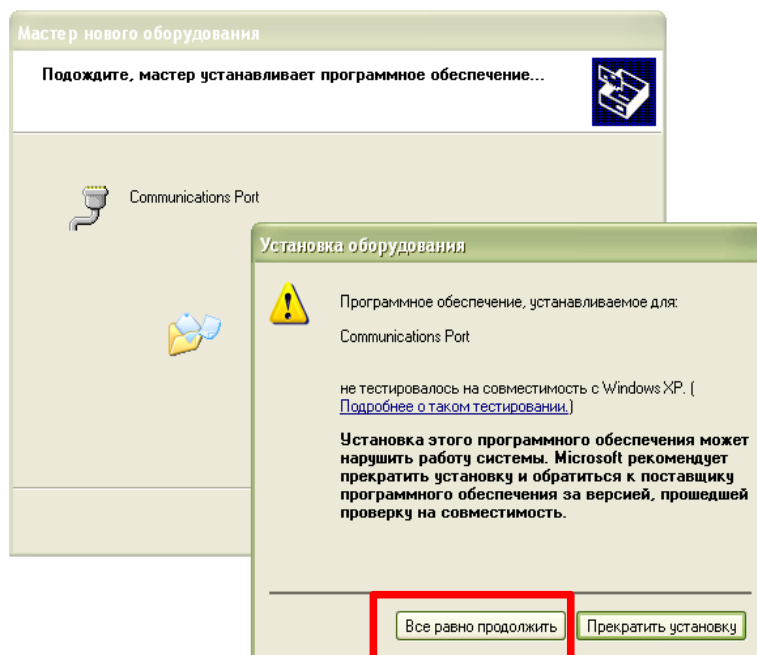 Мастер нового оборудования
Подождите, мастер устанавливает программное обеспечение...
Communications Port
Установка оборудования
Программное обеспечение, устанавливаемое для:
Communications Port
не тестировалось на совместимость с Windows XP. (
Подробнее о таком тестировании.)
Установка этого программного обеспечения может
нарушить работу системы. Microsoft рекомендует
прекратить установку и обратиться к поставщику
программного обеспечения за версией, прошедшей
проверку на совместимость.
Все равно продолжить
Прекратить установку